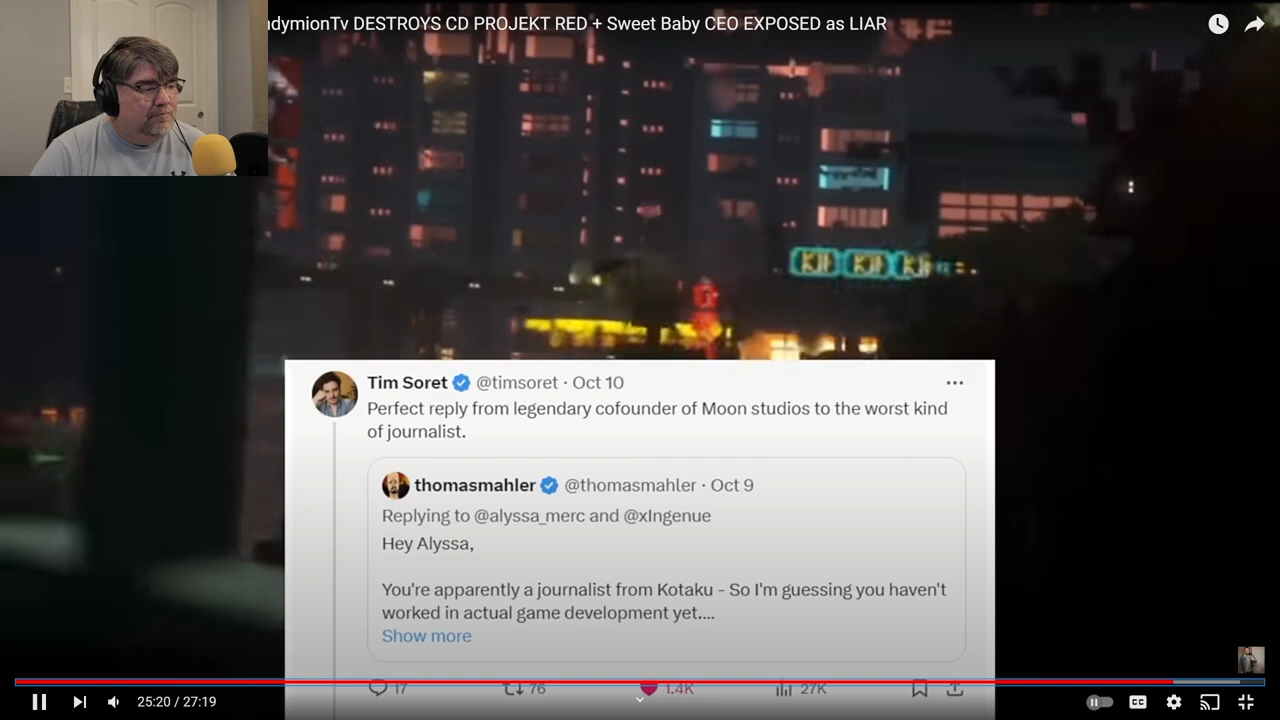 ndymionTv DESTROYS CD PROJEKT RED + Sweet Baby CEO EXPOSED as LIAR
Tim Soret @timsoret · Oct 10
Perfect reply from legendary cofounder of Moon studios to the worst kind
of journalist.
thomasmahler @thomasmahler · Oct 9
Replying to @alyssa_merc and @xIngenue
Hey Alyssa,
You're apparently a journalist from Kotaku - So I'm guessing you haven't
worked in actual game development yet....
Show more
17 76 1.4K 27K
25:20 / 27:19
CC